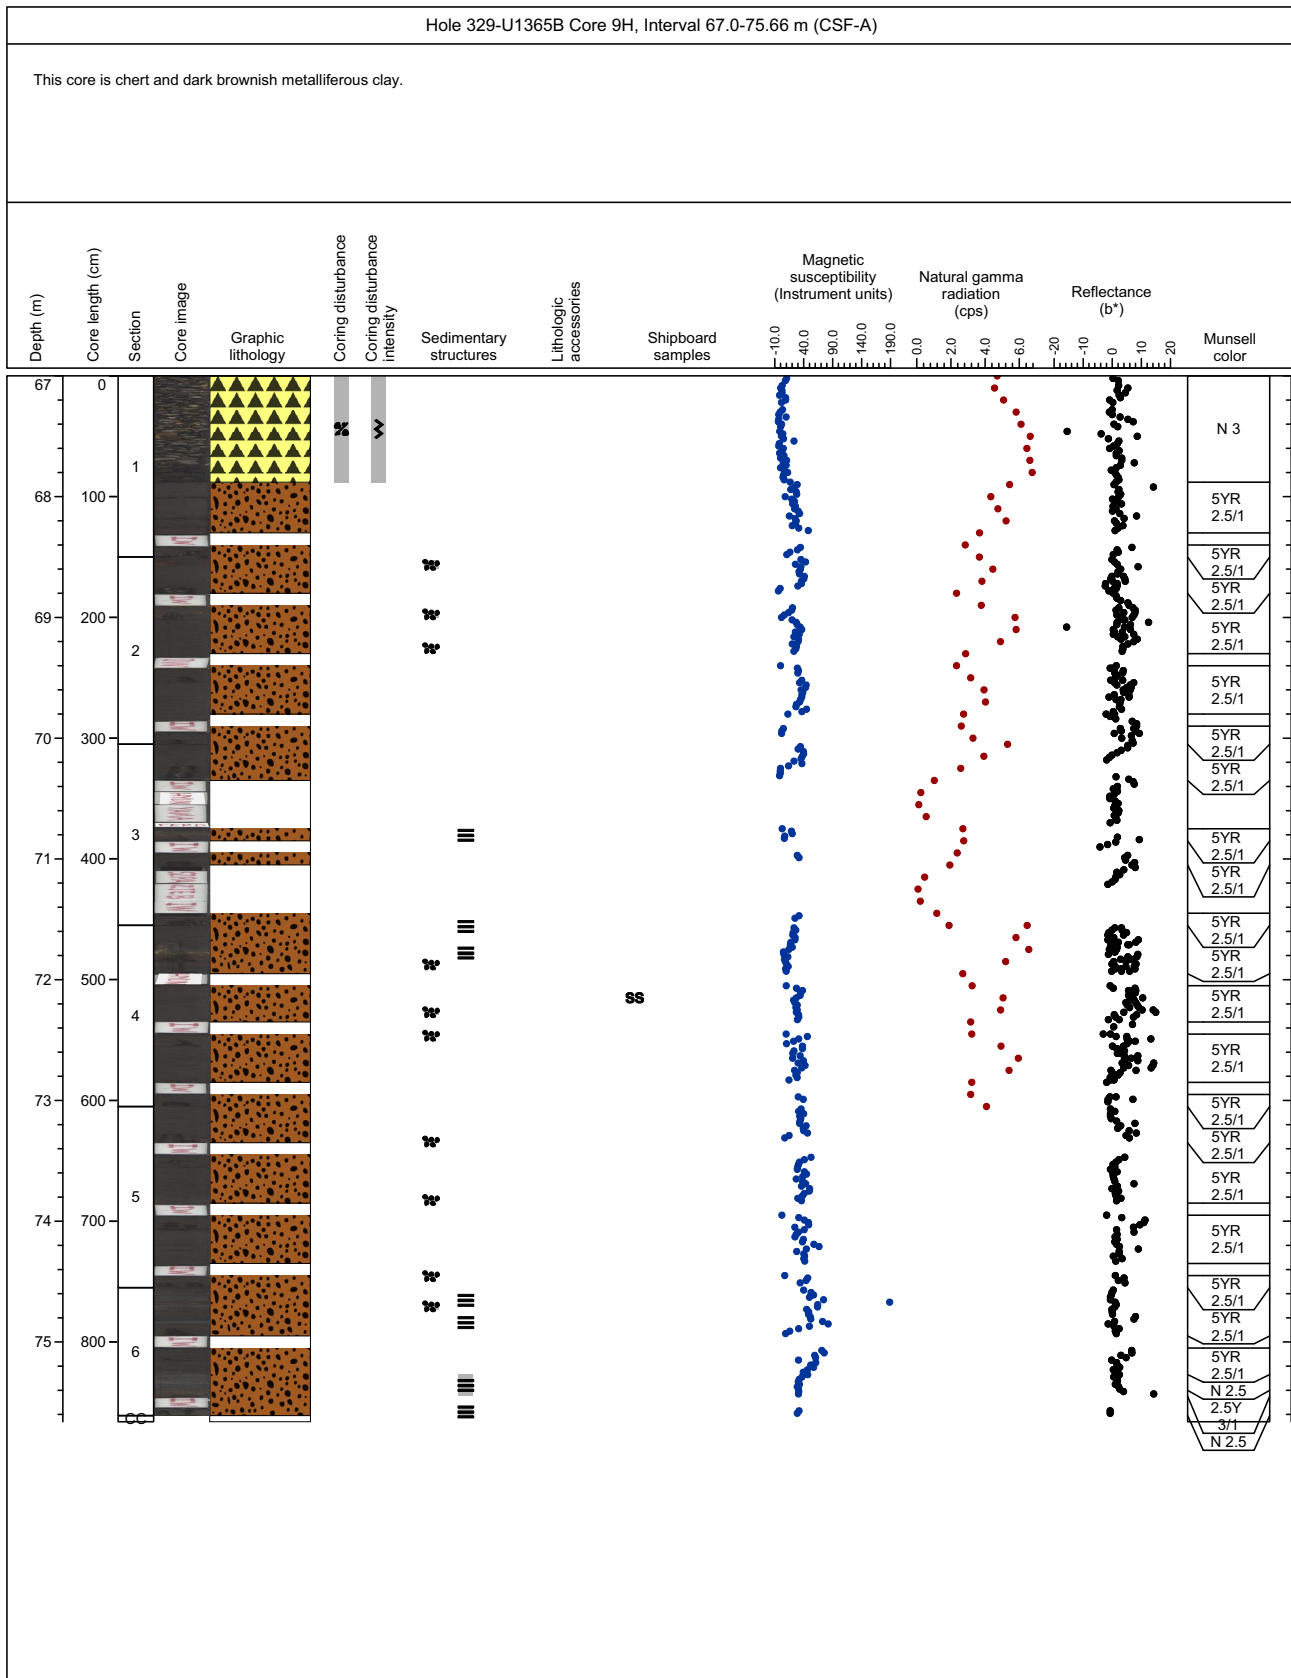 Hole 329-U1365B Core 9H, Interval 67.0-75.66 m (CSF-A)
This core is chert and dark brownish metalliferous clay.
Depth (m)
Core length (cm)
Section
Core image
Graphic
lithology
Coring disturbance
Coring disturbance
intensity
Sedimentary
structures
Lithologic
accessories
Shipboard
samples
Magnetic
susceptibility
(Instrument units)
-10.0
40.0
90.0
140.0
190.0
Natural gamma
radiation
(cps)
0.0
2.0
4.0
6.0
Reflectance
(b*)
-20
-10
0
10
20
Munsell
color
67
68
69
70
71
72
73
74
75
0
100
200
300
400
500
600
700
800
1
2
3
4
5
6
CC
SS
N 3
5YR
2.5/1
5YR
2.5/1
5YR
2.5/1
5YR
2.5/1
5YR
2.5/1
5YR
2.5/1
5YR
2.5/1
5YR
2.5/1
5YR
2.5/1
5YR
2.5/1
5YR
2.5/1
5YR
2.5/1
5YR
2.5/1
5YR
2.5/1
5YR
2.5/1
5YR
2.5/1
5YR
2.5/1
5YR
2.5/1
5YR
2.5/1
5YR
2.5/1
N 2.5
2.5Y
3/1
N 2.5